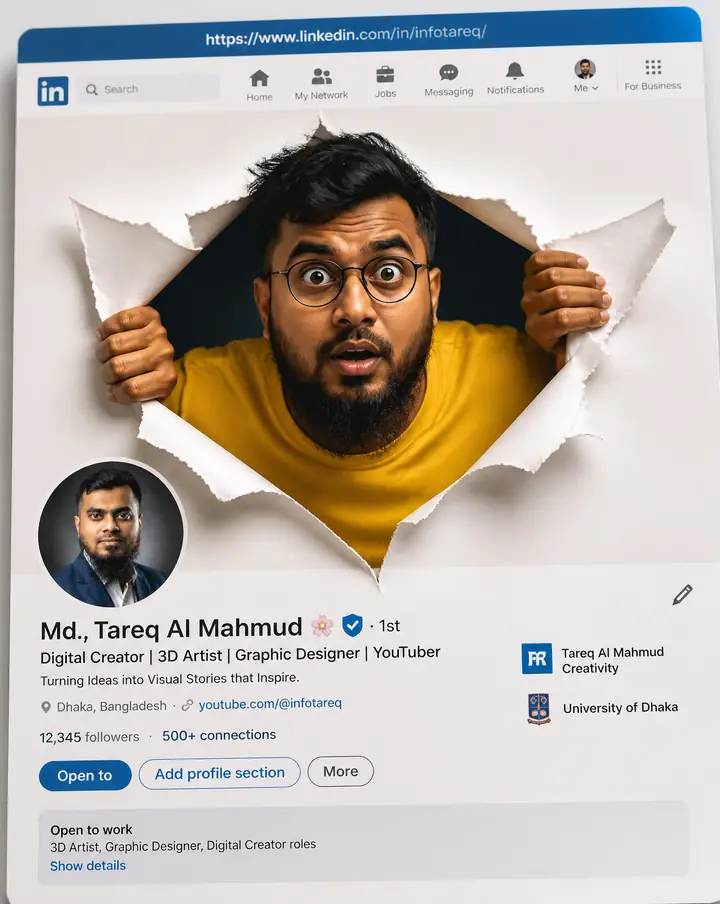 https://www.linkedin.com/in/infotareq/
in
Search
Home
My Network
Jobs
Messaging
Notifications
Me
For Business
Md., Tareq Al Mahmud 🌸 · 1st
Digital Creator | 3D Artist | Graphic Designer | YouTuber
Turning Ideas into Visual Stories that Inspire.
Dhaka, Bangladesh · youtube.com/@infotareq
12,345 followers · 500+ connections
Tareq Al Mahmud
Creativity
University of Dhaka
Open to
Add profile section
More
Open to work
3D Artist, Graphic Designer, Digital Creator roles
Show details